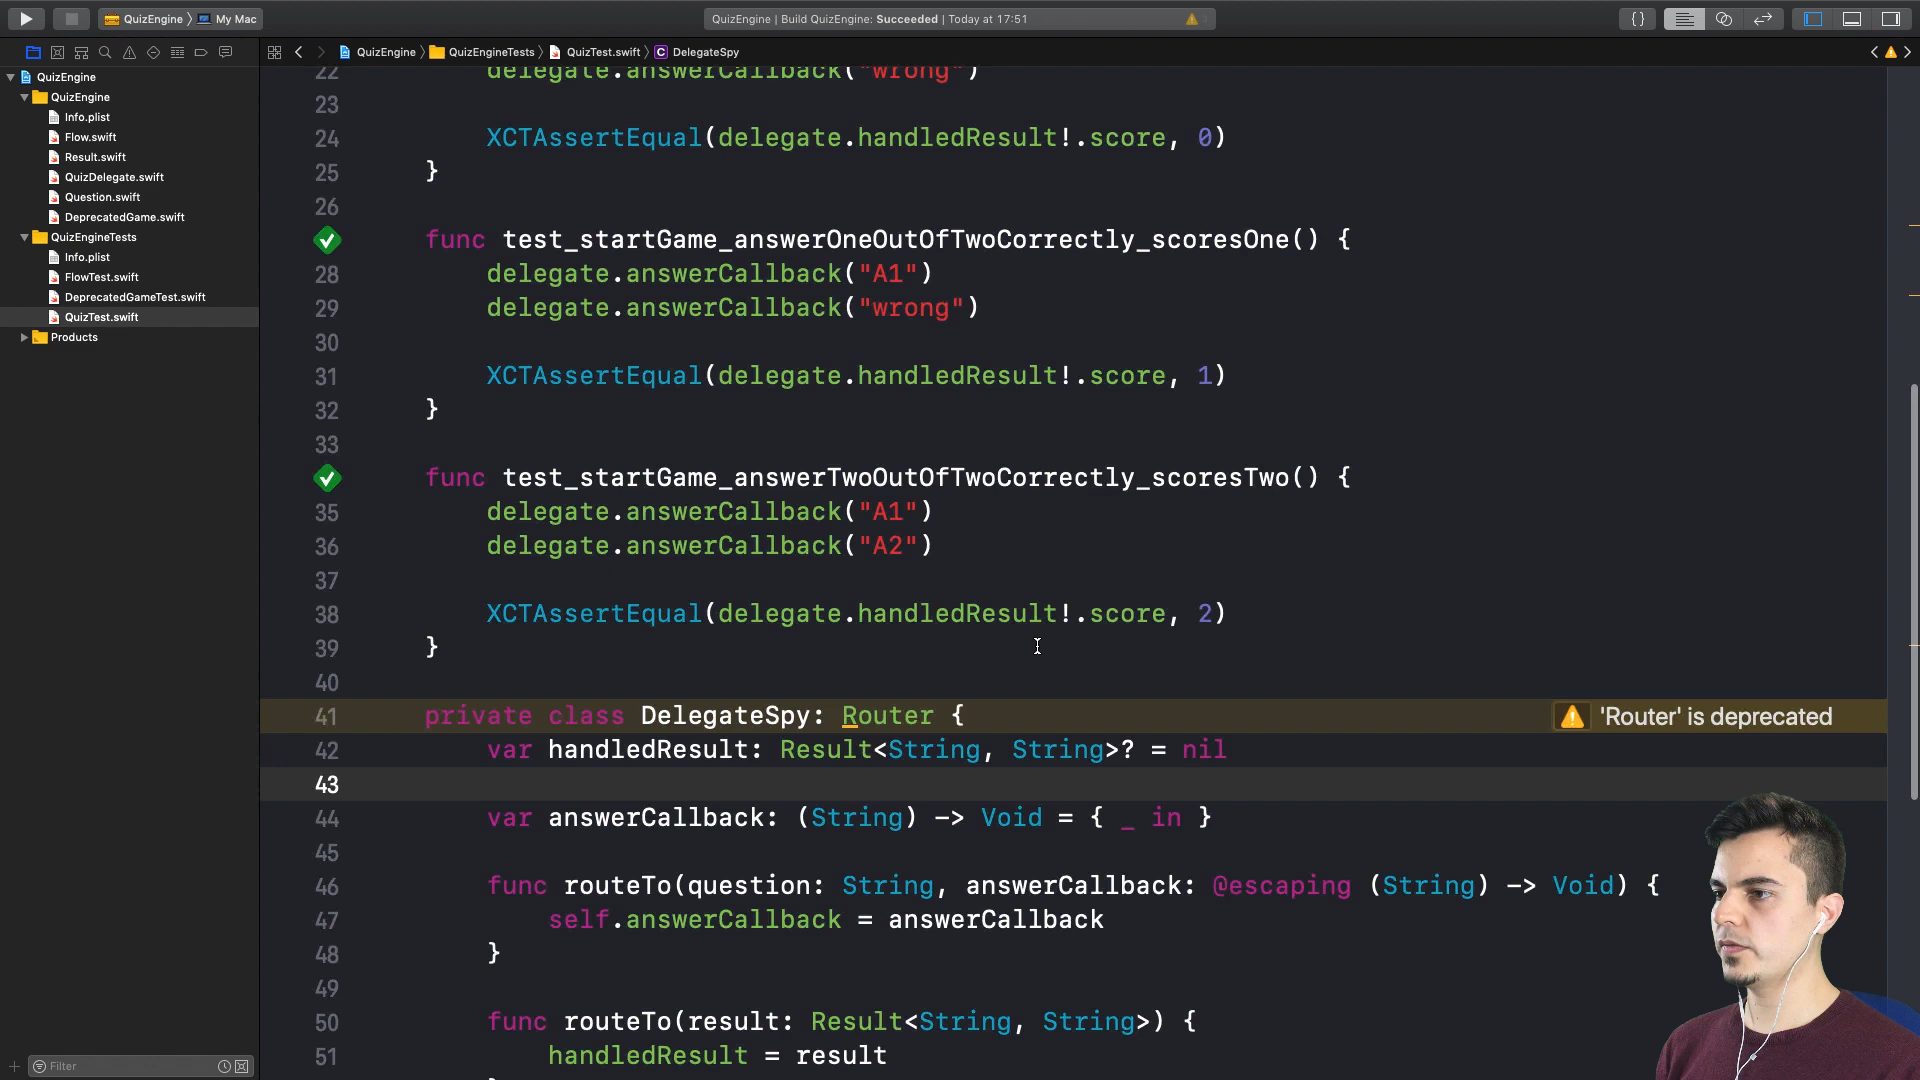 QuizEngine My Mac
QuizEngine | Build QuizEngine: Succeeded | Today at 17:51
QuizEngine QuizEngineTests QuizTest.swift C DelegateSpy
QuizEngine
QuizEngine
Info.plist
Flow.swift
Result.swift
QuizDelegate.swift
Question.swift
DeprecatedGame.swift
QuizEngineTests
Info.plist
FlowTest.swift
DeprecatedGameTest.swift
QuizTest.swift
Products
Filter
22 delegate.answerCallback("wrong")
23
24 XCTAssertEqual(delegate.handledResult!.score, 0)
25 }
26
func test_startGame_answerOneOutOfTwoCorrectly_scoresOne() {
28 delegate.answerCallback("A1")
29 delegate.answerCallback("wrong")
30
31 XCTAssertEqual(delegate.handledResult!.score, 1)
32 }
33
func test_startGame_answerTwoOutOfTwoCorrectly_scoresTwo() {
35 delegate.answerCallback("A1")
36 delegate.answerCallback("A2")
37
38 XCTAssertEqual(delegate.handledResult!.score, 2)
39 }
40
41 private class DelegateSpy: Router { 'Router' is deprecated
42 var handledResult: Result<String, String>? = nil
43
44 var answerCallback: (String) -> Void = { _ in }
45
46 func routeTo(question: String, answerCallback: @escaping (String) -> Void) {
47 self.answerCallback = answerCallback
48 }
49
50 func routeTo(result: Result<String, String>) {
51 handledResult = result